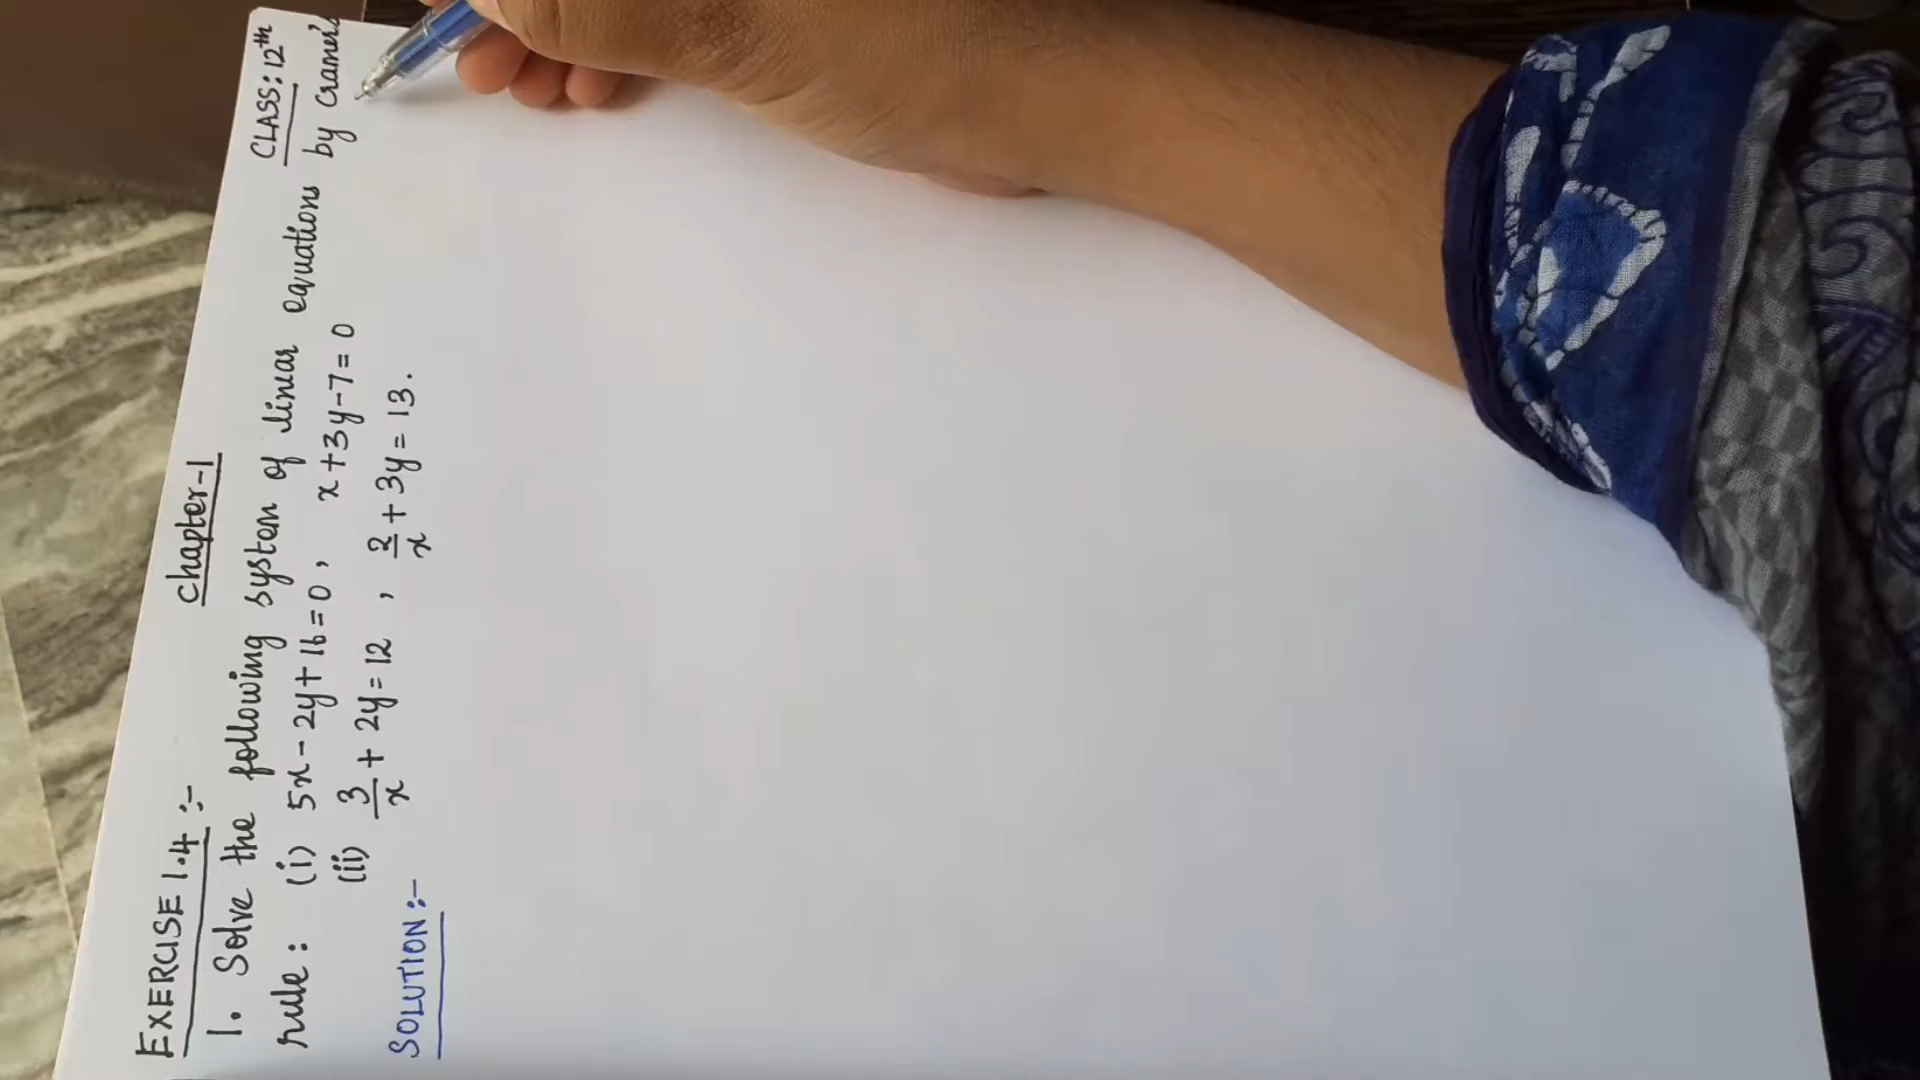 Chapter-1
CLASS: 12th
EXERCISE 1.4 :-
1. Solve the following system of linear equations by Cramer's
rule: (i) 5x - 2y + 16 = 0, x + 3y - 7 = 0
(ii) 3/x + 2y = 12 , 2/x + 3y = 13.
SOLUTION :-